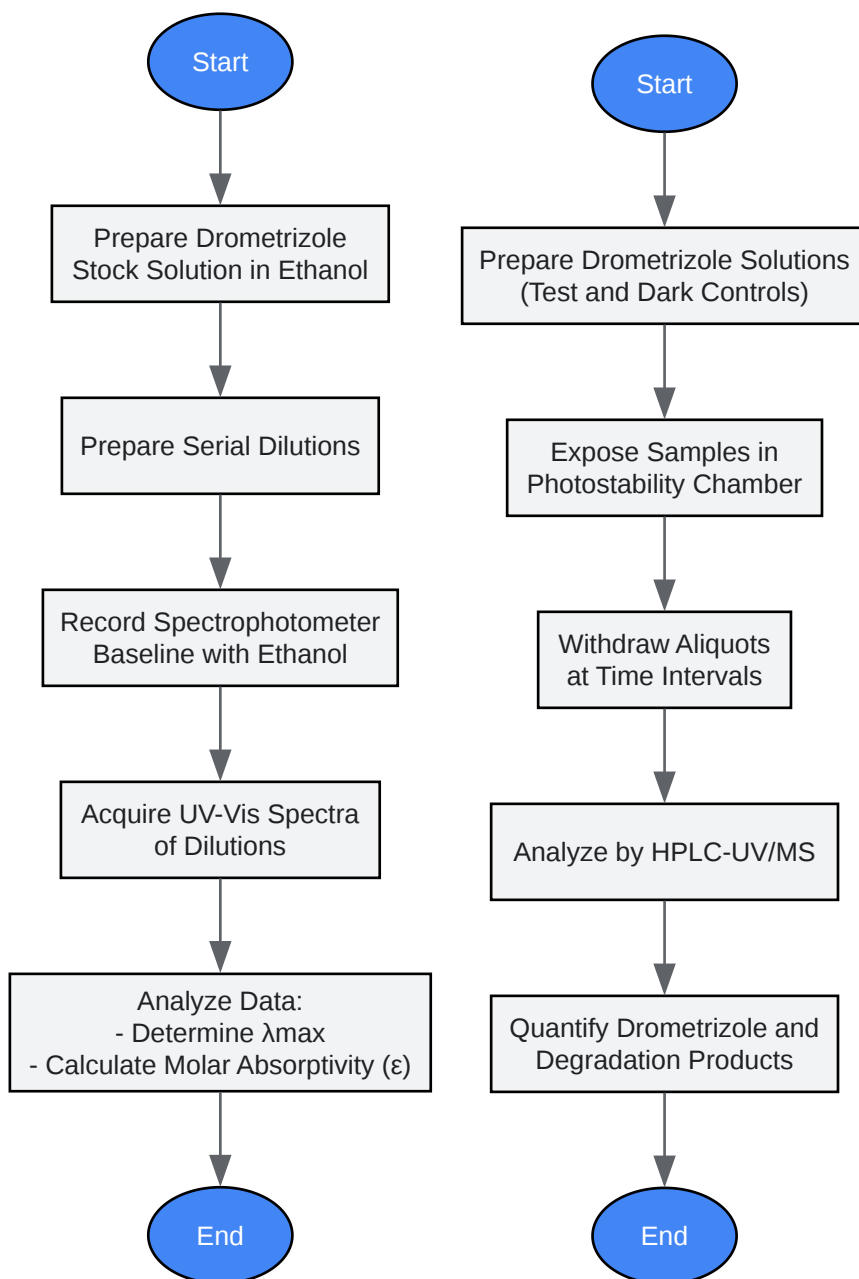 Start
Prepare Drometrizole
Stock Solution in Ethanol
Prepare Serial Dilutions
Record Spectrophotometer
Baseline with Ethanol
Acquire UV-Vis Spectra
of Dilutions
Analyze Data:
- Determine λmax
- Calculate Molar Absorptivity (ε)
End
Start
Prepare Drometrizole Solutions
(Test and Dark Controls)
Expose Samples in
Photostability Chamber
Withdraw Aliquots
at Time Intervals
Analyze by HPLC-UV/MS
Quantify Drometrizole and
Degradation Products
End